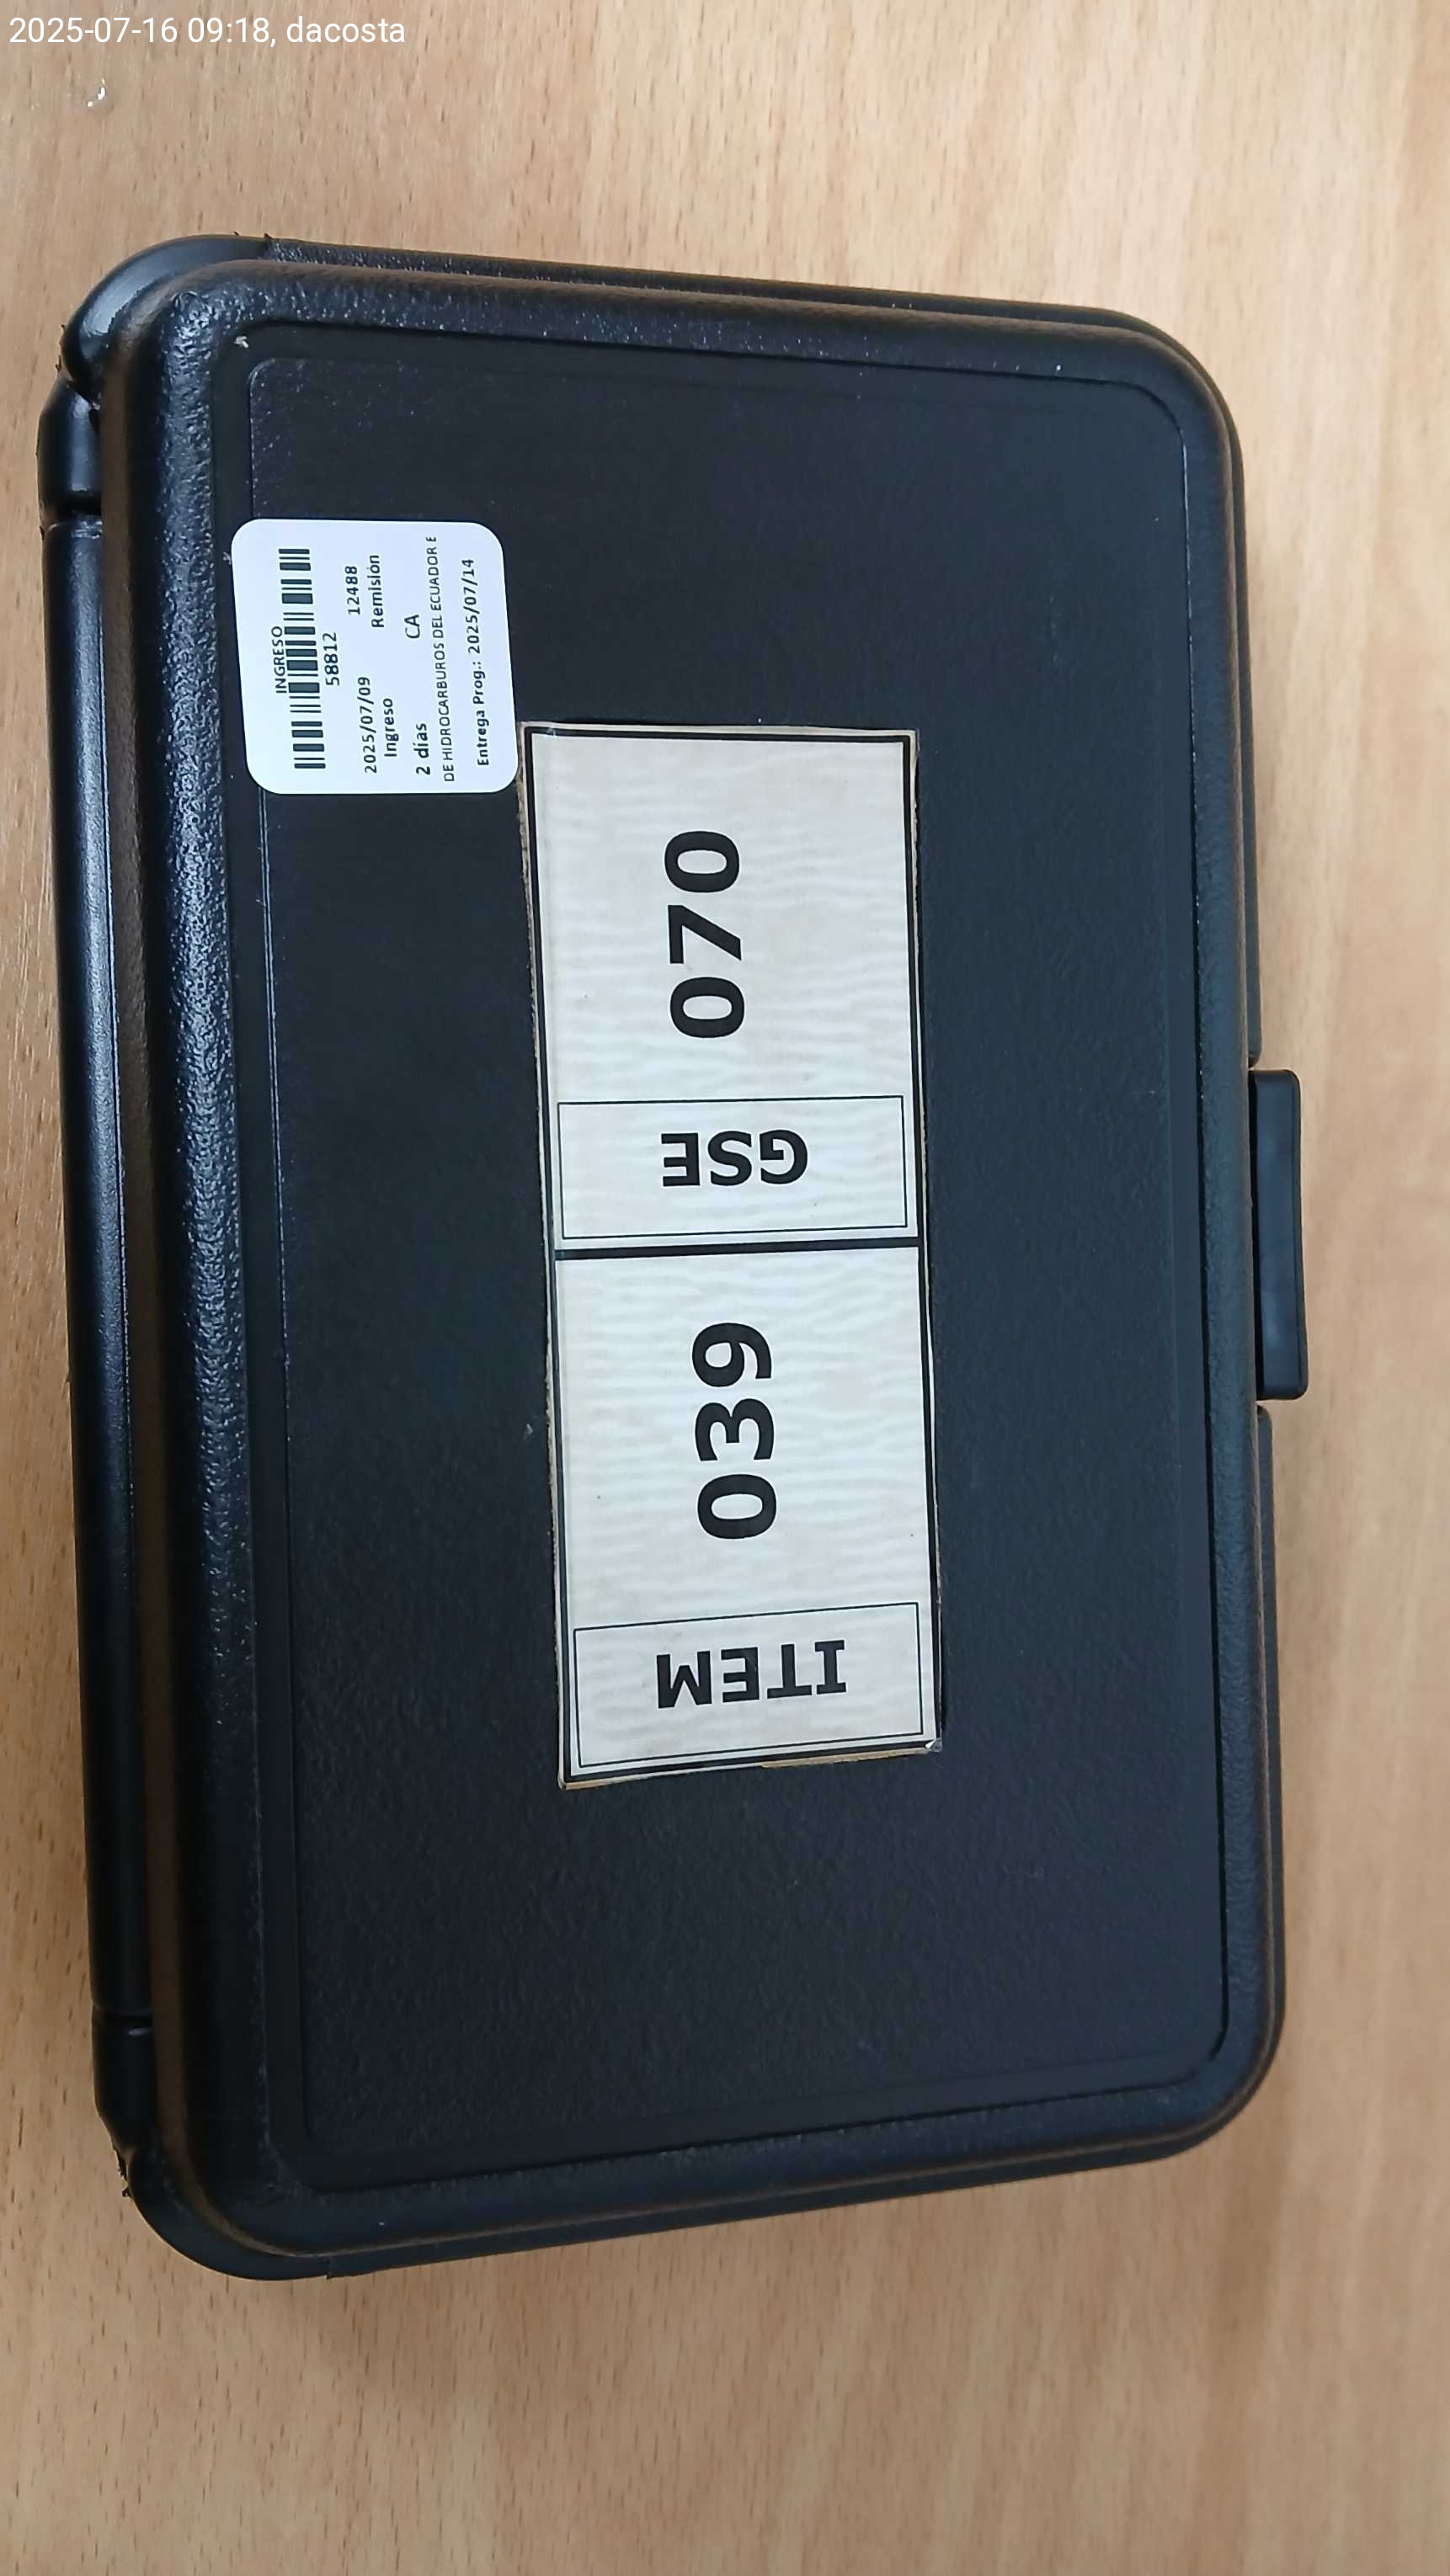 2025-07-16 09:18, dacosta
INGRESO
58812
2025/07/09 12488
Ingreso Remisión
2 días CA
DE HIDROCARBUROS DEL ECUADOR E
Entrega Prog.: 2025/07/14
ITEM 039 GSE 070